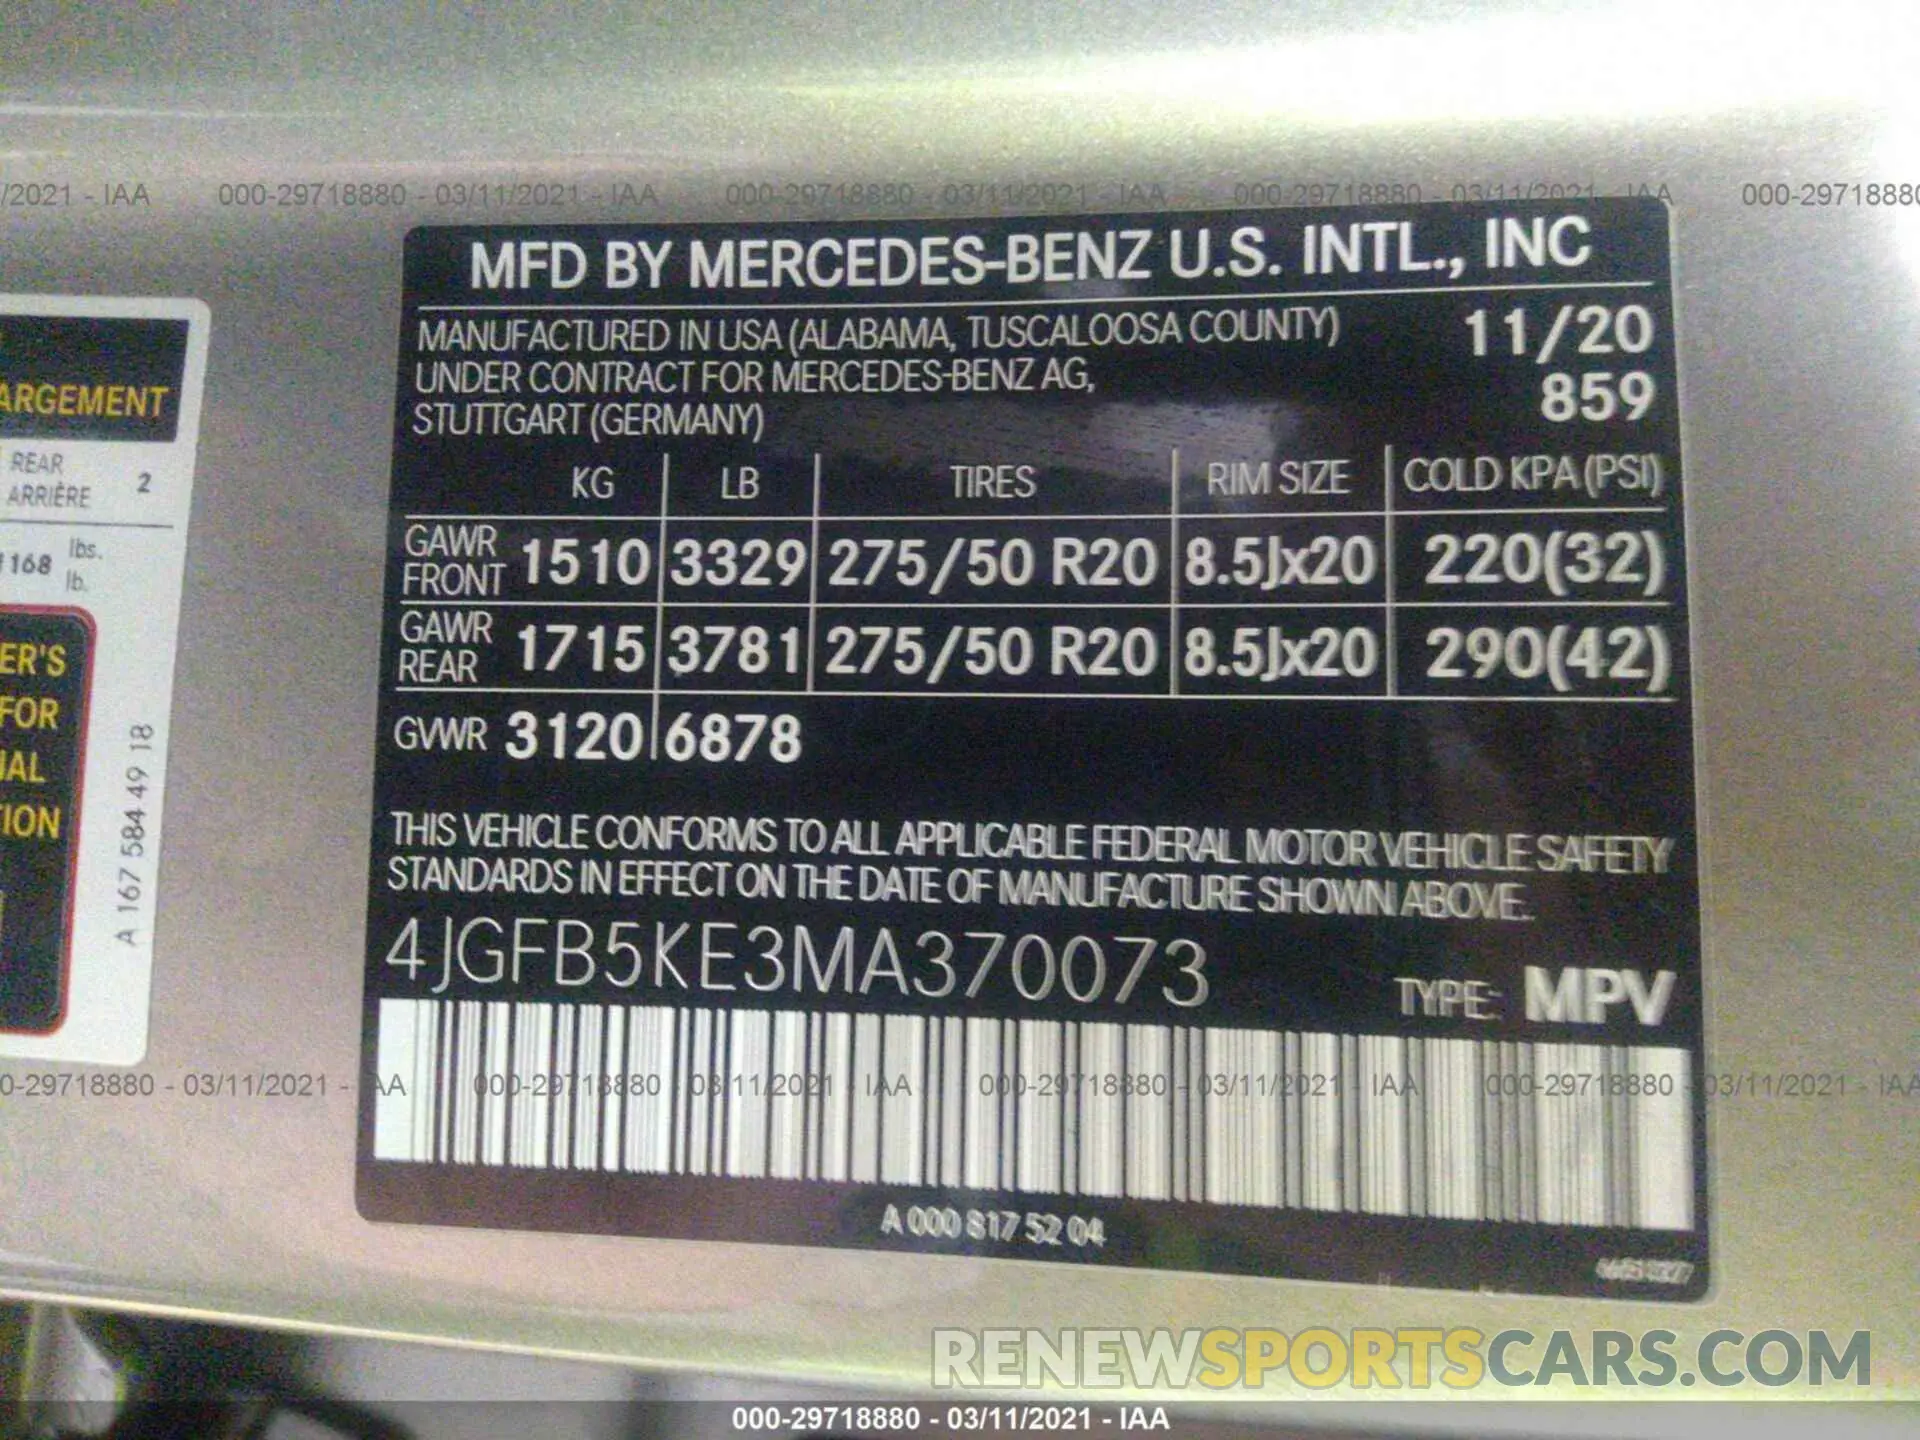 /2021 - IAA 000-29718880 - 03/11/2021 - IAA 000-29718880 - 03/11/2021 - IAA 000-29718880 - 03/11/2021 - IAA 000-29718880
MFD BY MERCEDES-BENZ U.S. INTL., INC
MANUFACTURED IN USA (ALABAMA, TUSCALOOSA COUNTY) 11/20
UNDER CONTRACT FOR MERCEDES-BENZ AG, 859
STUTTGART (GERMANY)
KG LB TIRES RIM SIZE COLD KPA (PSI)
GAWR FRONT 1510 3329 275/50 R20 8.5Jx20 220(32)
GAWR REAR 1715 3781 275/50 R20 8.5Jx20 290(42)
GVWR 3120 6878
THIS VEHICLE CONFORMS TO ALL APPLICABLE FEDERAL MOTOR VEHICLE SAFETY
STANDARDS IN EFFECT ON THE DATE OF MANUFACTURE SHOWN ABOVE.
4JGFB5KE3MA370073 TYPE: MPV
A 000 817 52 04
ARGEMENT
REAR 2
ARRIÈRE
1168 lbs.
lb.
ER'S
FOR
NAL
TION
A 167 584 49 18
0-29718880 - 03/11/2021 - IAA 000-29718880 - 03/11/2021 - IAA 000-29718880 - 03/11/2021 - IAA 000-29718880 - 03/11/2021 - IAA
RENEWSPORTSCARS.COM
000-29718880 - 03/11/2021 - IAA